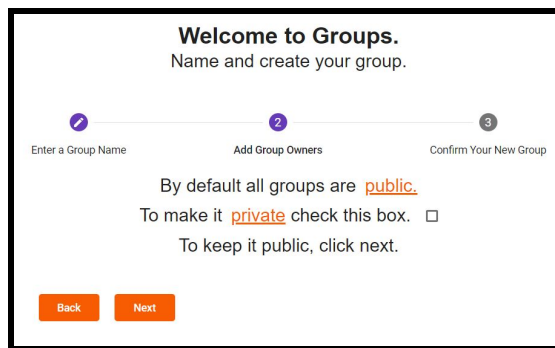 Welcome to Groups.
Name and create your group.
2
3
Enter a Group Name
Add Group Owners
Confirm Your New Group
By default all groups are public.
To make it private check this box.
To keep it public, click next.
Back
Next